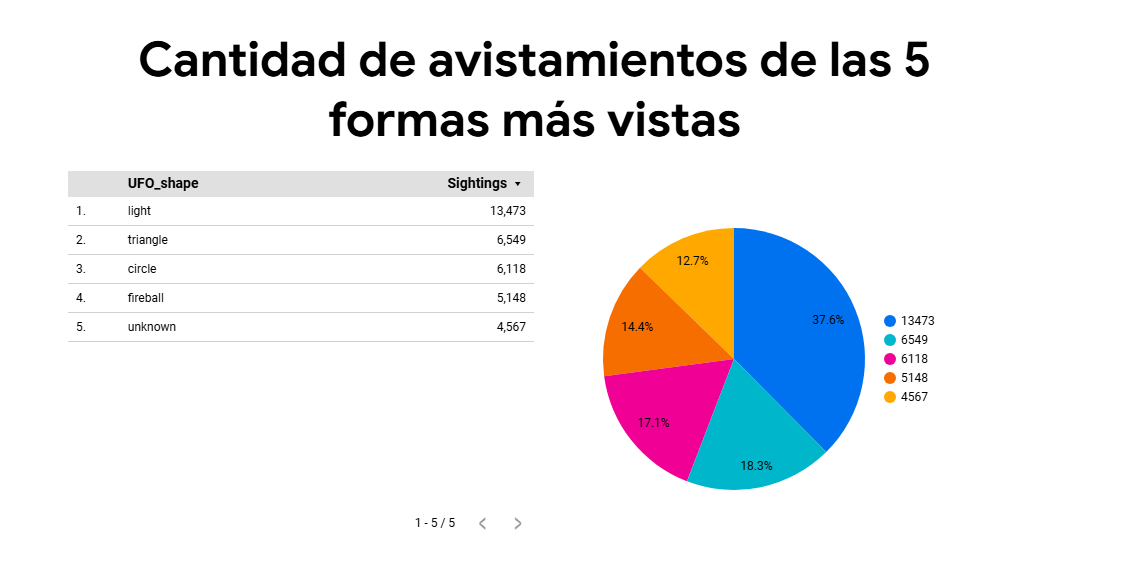 Cantidad de avistamientos de las 5
formas más vistas
UFO_shape Sightings
1. light 13,473
2. triangle 6,549
3. circle 6,118
4. fireball 5,148
5. unknown 4,567
1 - 5 / 5
12.7%
37.6%
14.4%
17.1%
18.3%
13473
6549
6118
5148
4567